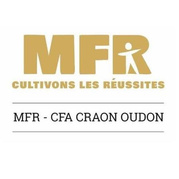 MFR
CULTIVONS LES RÉUSSITES
MFR - CFA CRAON OUDON